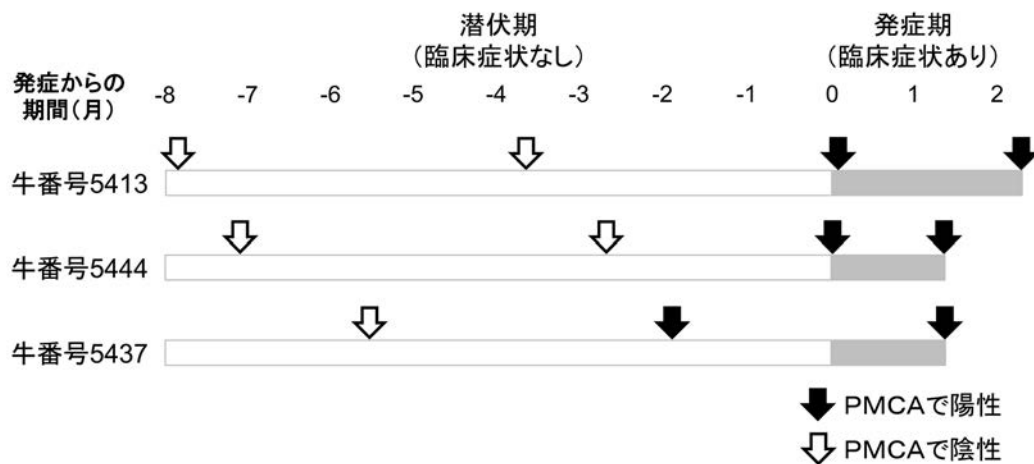 潜伏期
(臨床症状なし)
発症期
(臨床症状あり)
発症からの
期間(月)
-8 -7 -6 -5 -4 -3 -2 -1 0 1 2
牛番号5413
牛番号5444
牛番号5437
PMCAで陽性
PMCAで陰性